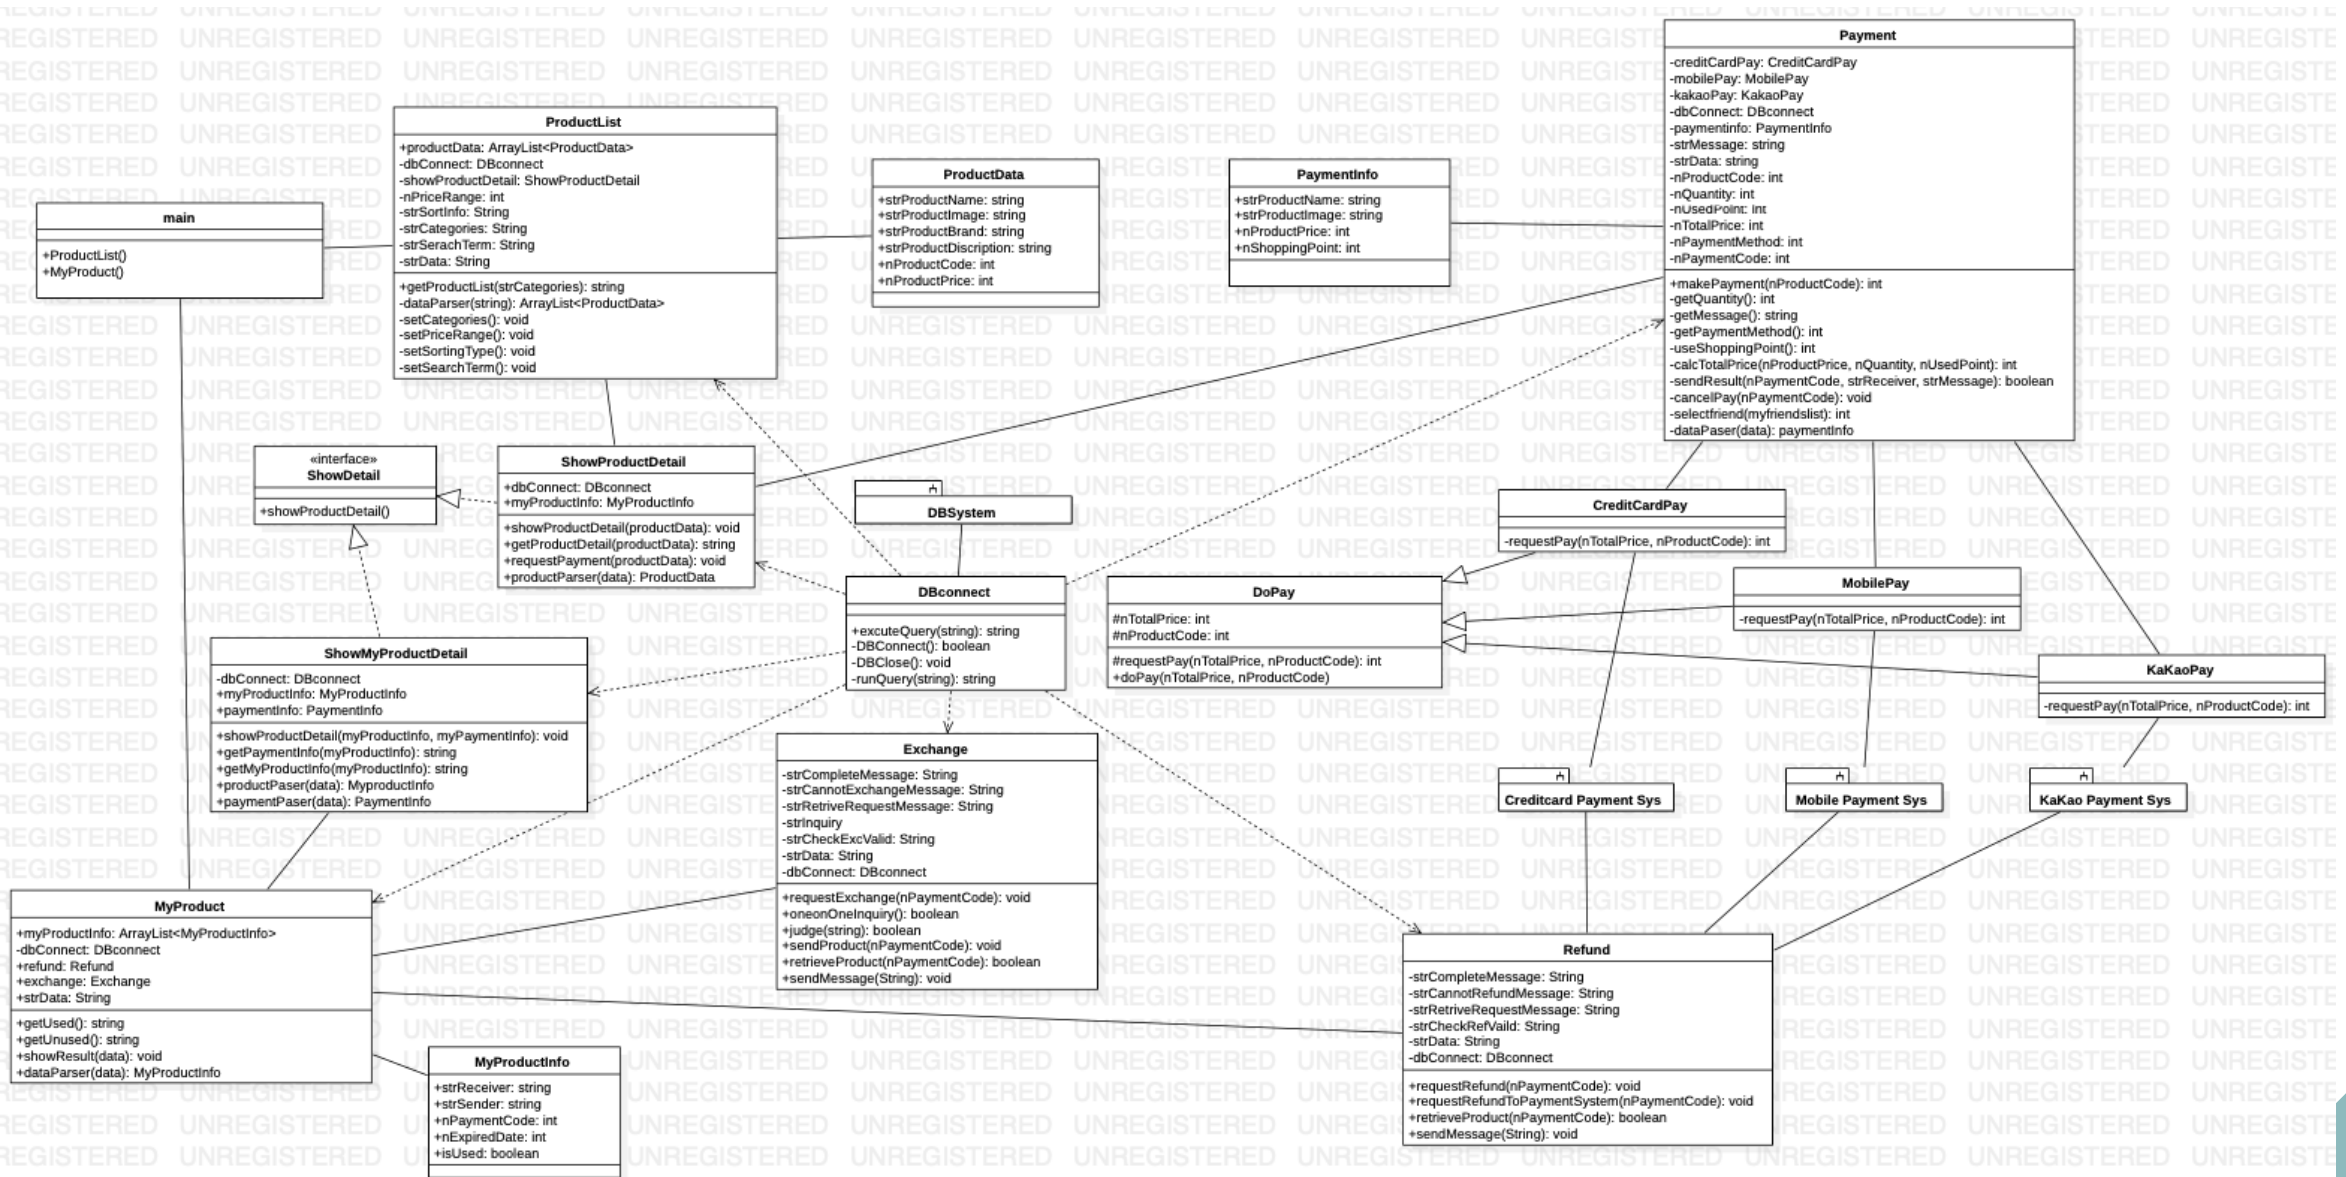 main
+ProductList()
+MyProduct()
ProductList
+productData: ArrayList<ProductData>
-dbConnect: DBconnect
-showProductDetail: ShowProductDetail
-nPriceRange: int
-strSortInfo: String
-strCategories: String
-strSerachTerm: String
-strData: String
+getProductList(strCategories): string
-dataParser(string): ArrayList<ProductData>
-setCategories(): void
-setPriceRange(): void
-setSortingType(): void
-setSearchTerm(): void
ProductData
+strProductName: string
+strProductImage: string
+strProductBrand: string
+strProductDiscription: string
+nProductCode: int
+nProductPrice: int
PaymentInfo
+strProductName: string
+strProductImage: string
+nProductPrice: int
+nShoppingPoint: int
Payment
-creditCardPay: CreditCardPay
-mobilePay: MobilePay
-kakaoPay: KakaoPay
-dbConnect: DBconnect
-paymentinfo: PaymentInfo
-strMessage: string
-strData: string
-nProductCode: int
-nQuantity: int
-nUsedPoint: int
-nTotalPrice: int
-nPaymentMethod: int
-nPaymentCode: int
+makePayment(nProductCode): int
-getQuantity(): int
-getMessage(): string
-getPaymentMethod(): int
-useShoppingPoint(): int
-calcTotalPrice(nProductPrice, nQuantity, nUsedPoint): int
-sendResult(nPaymentCode, strReceiver, strMessage): boolean
-cancelPay(nPaymentCode): void
-selectfriend(myfriendslist): int
-dataPaser(data): paymentInfo
«interface»
ShowDetail
+showProductDetail()
ShowProductDetail
+dbConnect: DBconnect
+myProductInfo: MyProductInfo
+showProductDetail(productData): void
+getProductDetail(productData): string
+requestPayment(productData): void
+productParser(data): ProductData
DBSystem
DBconnect
+excuteQuery(string): string
-DBConnect(): boolean
-DBClose(): void
-runQuery(string): string
DoPay
#nTotalPrice: int
#nProductCode: int
#requestPay(nTotalPrice, nProductCode): int
+doPay(nTotalPrice, nProductCode)
CreditCardPay
-requestPay(nTotalPrice, nProductCode): int
MobilePay
-requestPay(nTotalPrice, nProductCode): int
KaKaoPay
-requestPay(nTotalPrice, nProductCode): int
ShowMyProductDetail
-dbConnect: DBconnect
+myProductInfo: MyProductInfo
+paymentInfo: PaymentInfo
+showProductDetail(myProductInfo, myPaymentInfo): void
+getPaymentInfo(myProductInfo): string
+getMyProductInfo(myProductInfo): string
+productPaser(data): MyproductInfo
+paymentPaser(data): PaymentInfo
Exchange
-strCompleteMessage: String
-strCannotExchangeMessage: String
-strRetriveRequestMessage: String
-strInquiry
-strCheckExcValid: String
-strData: String
-dbConnect: DBconnect
+requestExchange(nPaymentCode): void
+oneonOneInquiry(): boolean
+judge(string): boolean
+sendProduct(nPaymentCode): void
+retrieveProduct(nPaymentCode): boolean
+sendMessage(String): void
Creditcard Payment Sys
Mobile Payment Sys
KaKao Payment Sys
MyProduct
+myProductInfo: ArrayList<MyProductInfo>
-dbConnect: DBconnect
+refund: Refund
+exchange: Exchange
+strData: String
+getUsed(): string
+getUnused(): string
+showResult(data): void
+dataParser(data): MyProductInfo
MyProductInfo
+strReceiver: string
+strSender: string
+nPaymentCode: int
+nExpiredDate: int
+isUsed: boolean
Refund
-strCompleteMessage: String
-strCannotRefundMessage: String
-strRetriveRequestMessage: String
-strCheckRefVaild: String
-strData: String
-dbConnect: DBconnect
+requestRefund(nPaymentCode): void
+requestRefundToPaymentSystem(nPaymentCode): void
+retrieveProduct(nPaymentCode): boolean
+sendMessage(String): void
UNREGISTERED